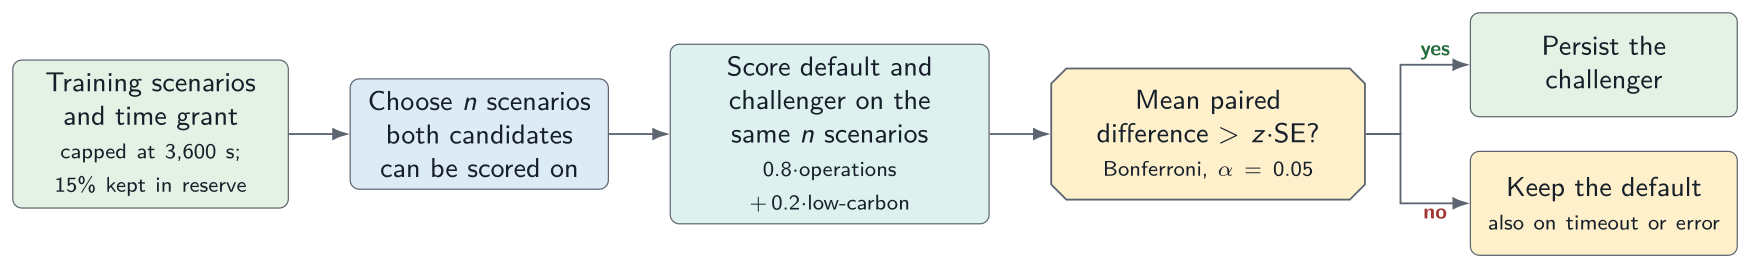 Training scenarios
and time grant
capped at 3,600 s;
15% kept in reserve
Choose n scenarios
both candidates
can be scored on
Score default and
challenger on the
same n scenarios
0.8·operations
+ 0.2·low-carbon
Mean paired
difference > z·SE?
Bonferroni, α = 0.05
yes
Persist the
challenger
no
Keep the default
also on timeout or error